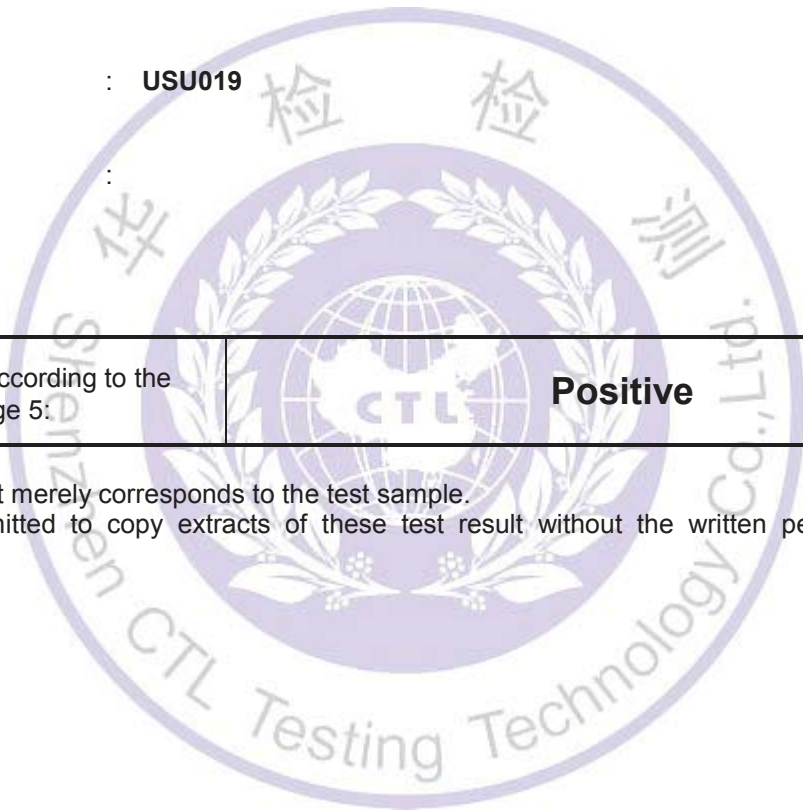 : USU019
:
ccording to the
ge 5:
Positive
t merely corresponds to the test sample.
nitted to copy extracts of these test result without the written pe
华检检测
Shenzhen CTL Testing Technology Co., Ltd.
CTL